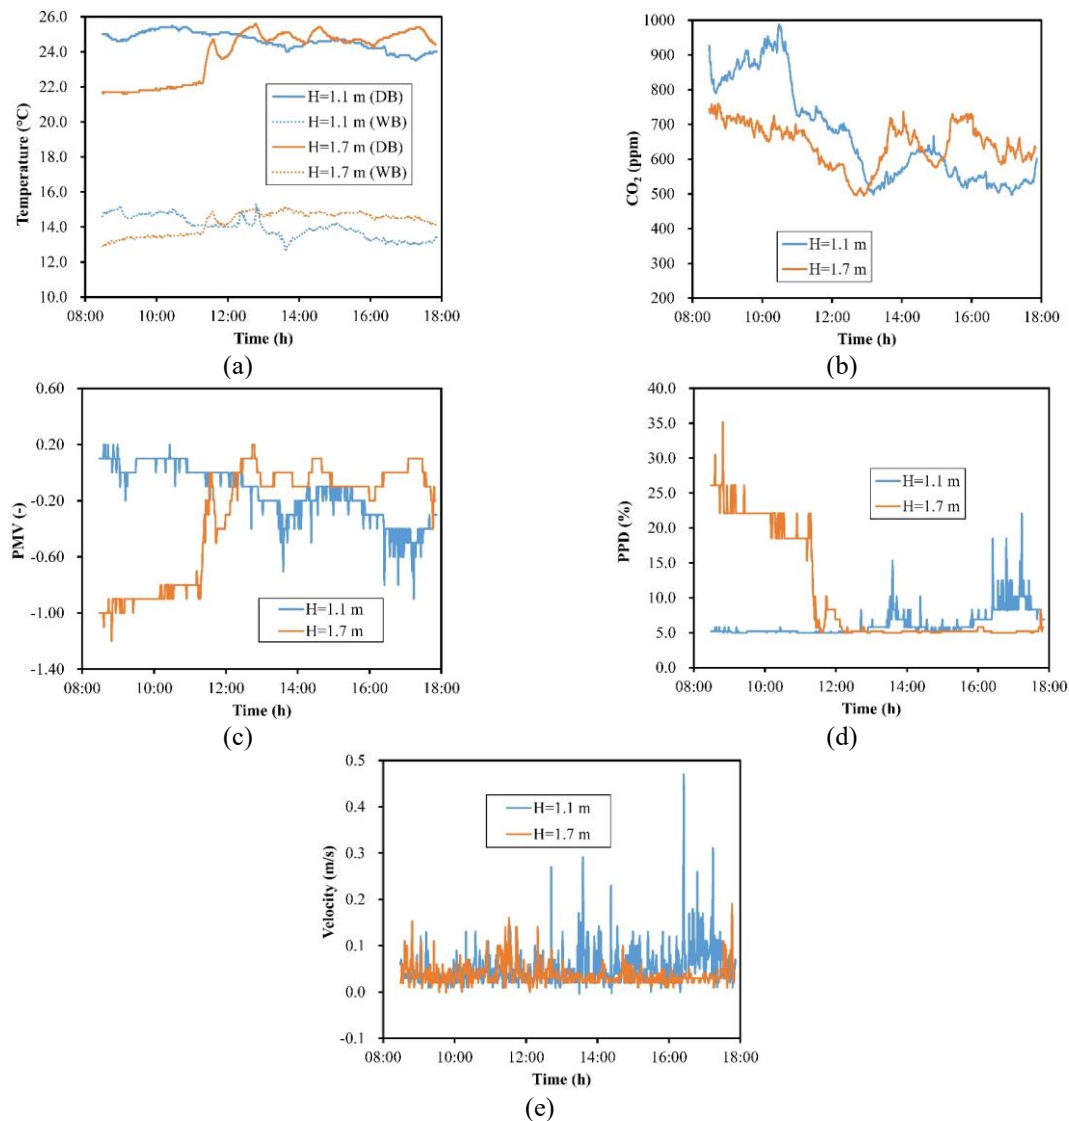 26.0
24.0
22.0
20.0
18.0
16.0
14.0
12.0
10.0
Temperature (°C)
H=1.1 m (DB)
H=1.1 m (WB)
H=1.7 m (DB)
H=1.7 m (WB)
08:00 10:00 12:00 14:00 16:00 18:00
Time (h)
(a)
1000
900
800
700
600
500
400
300
200
CO₂ (ppm)
H=1.1 m
H=1.7 m
08:00 10:00 12:00 14:00 16:00 18:00
Time (h)
(b)
0.60
0.20
-0.20
-0.60
-1.00
-1.40
PMV (-)
H=1.1 m
H=1.7 m
08:00 10:00 12:00 14:00 16:00 18:00
Time (h)
(c)
40.0
35.0
30.0
25.0
20.0
15.0
10.0
5.0
0.0
PPD (%)
H=1.1 m
H=1.7 m
08:00 10:00 12:00 14:00 16:00 18:00
Time (h)
(d)
0.5
0.4
0.3
0.2
0.1
0.0
-0.1
Velocity (m/s)
H=1.1 m
H=1.7 m
08:00 10:00 12:00 14:00 16:00 18:00
Time (h)
(e)